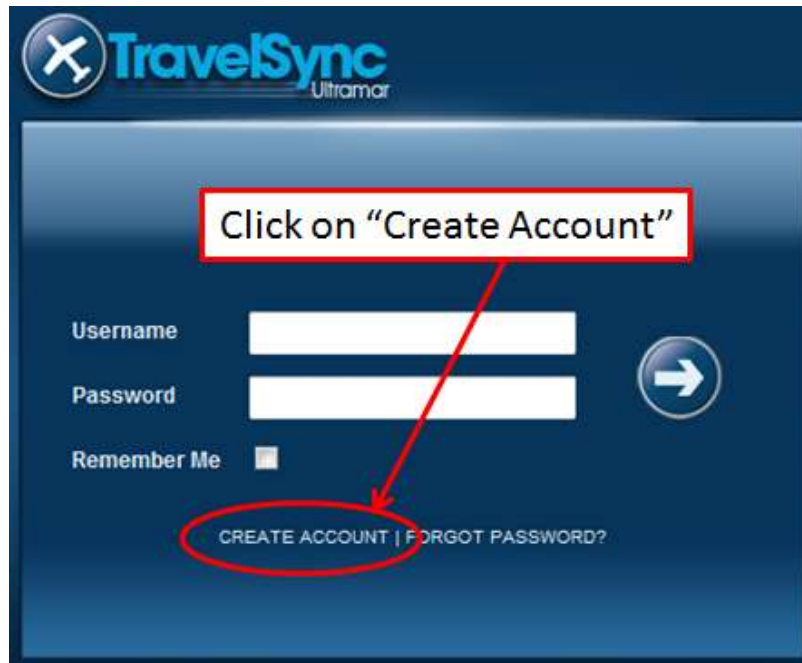 TravelSync
Ultramar
Click on “Create Account”
Username
Password
Remember Me
CREATE ACCOUNT | FORGOT PASSWORD?